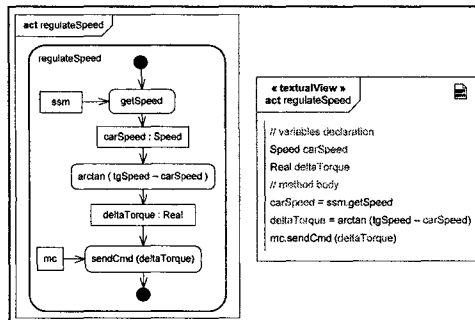 act regulateSpeed
regulateSpeed
ssm
getSpeed
carSpeed : Speed
arctan ( tgSpeed – carSpeed )
deltaTorque : Real
mc
sendCmd (deltaTorque)
« textualView »
act regulateSpeed
// variables declaration
Speed carSpeed
Real deltaTorque
// method body
carSpeed = ssm.getSpeed
deltaTorque = arctan (tgSpeed – carSpeed)
mc.sendCmd (deltaTorque)